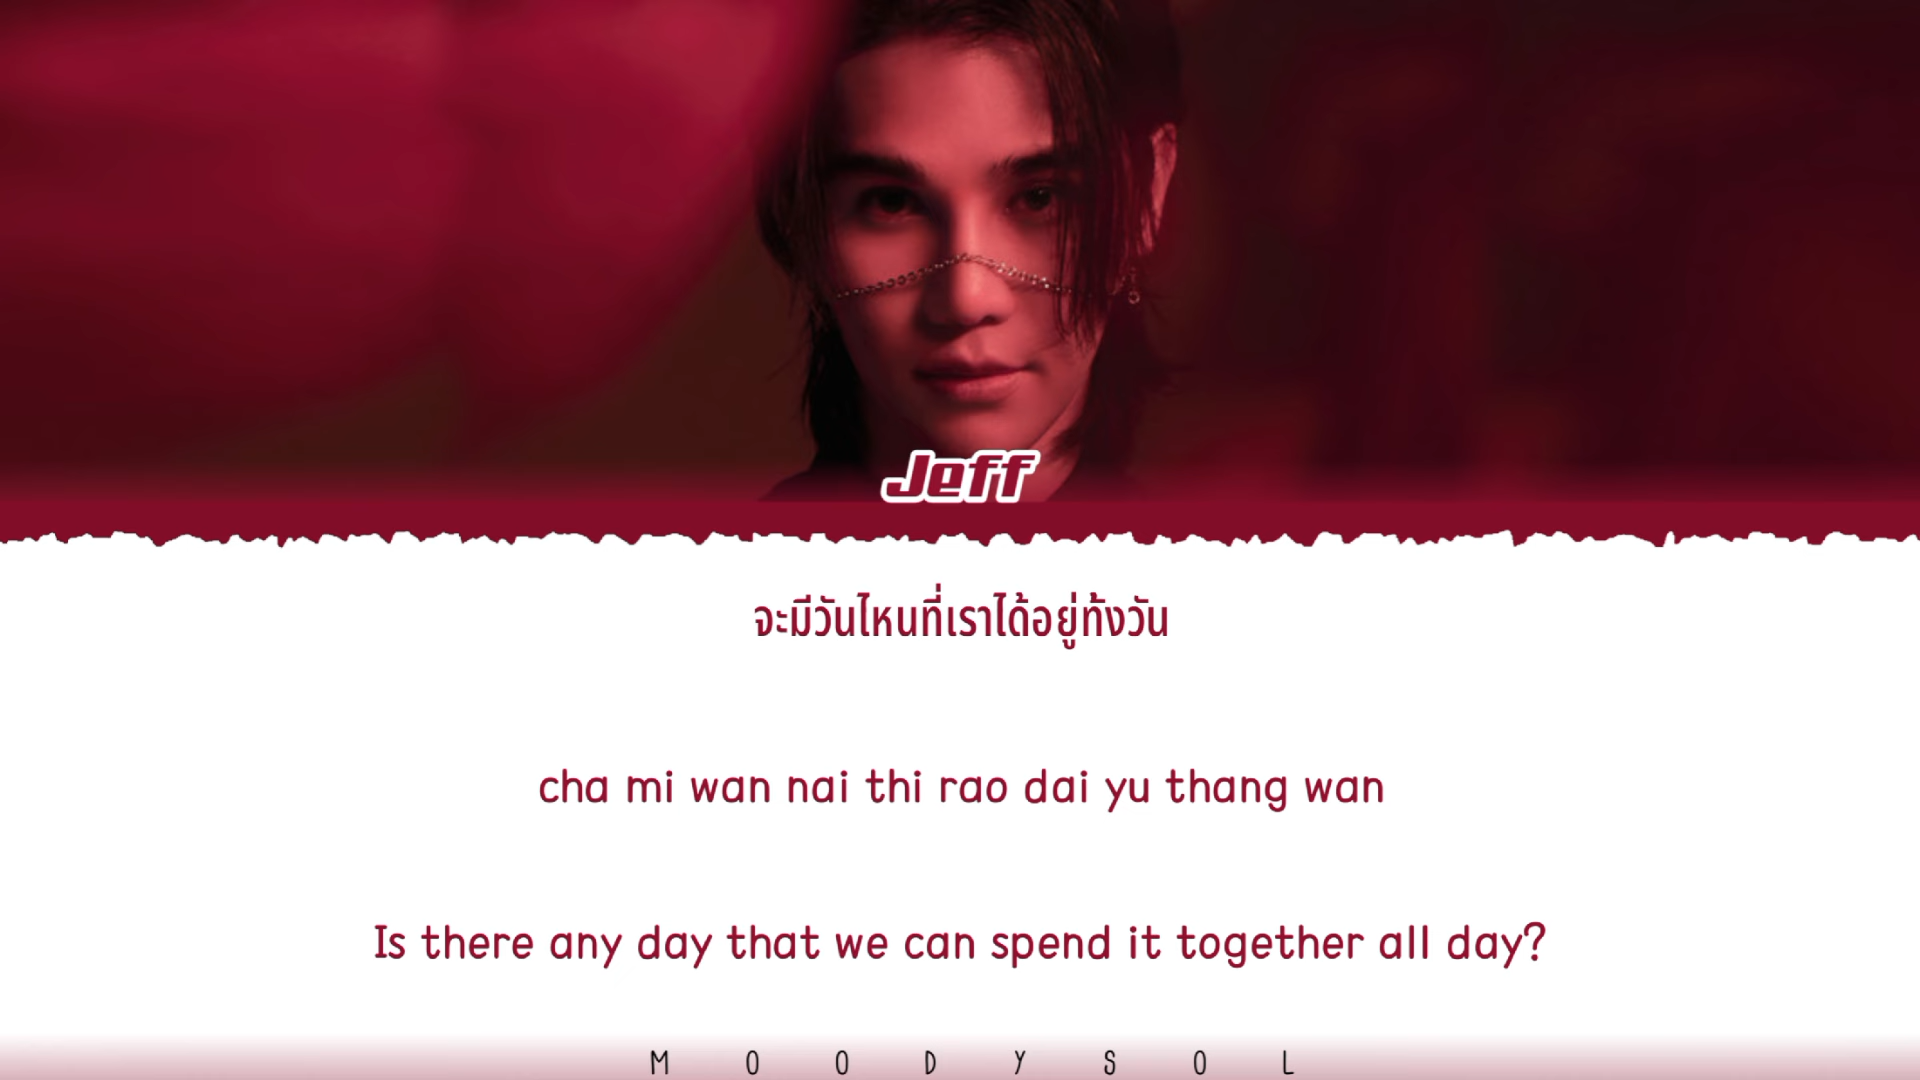 Jeff
จะมีวันไหนที่เราได้อยู่ทั้งวัน
cha mi wan nai thi rao dai yu thang wan
Is there any day that we can spend it together all day?
MOODYSOL